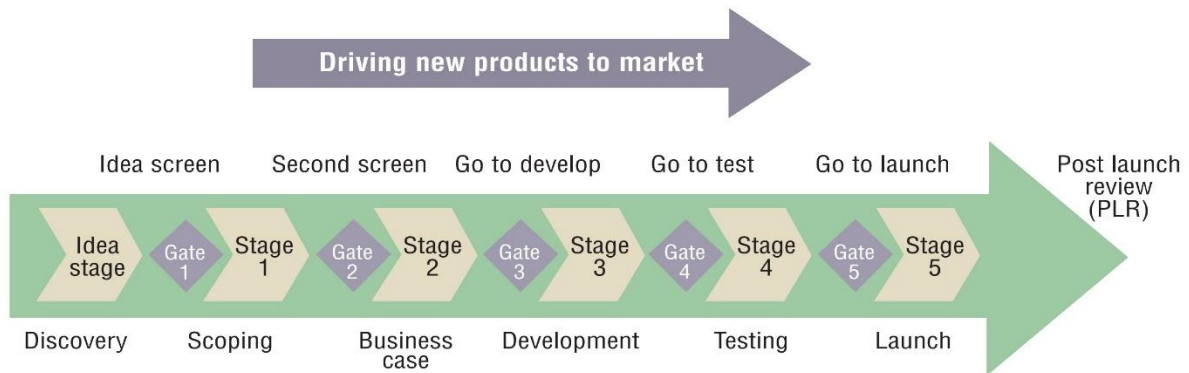 Driving new products to market
Idea screen
Second screen
Go to develop
Go to test
Go to launch
Post launch
review
(PLR)
Idea
stage
Gate
1
Stage
1
Gate
2
Stage
2
Gate
3
Stage
3
Gate
4
Stage
4
Gate
5
Stage
5
Discovery
Scoping
Business
case
Development
Testing
Launch